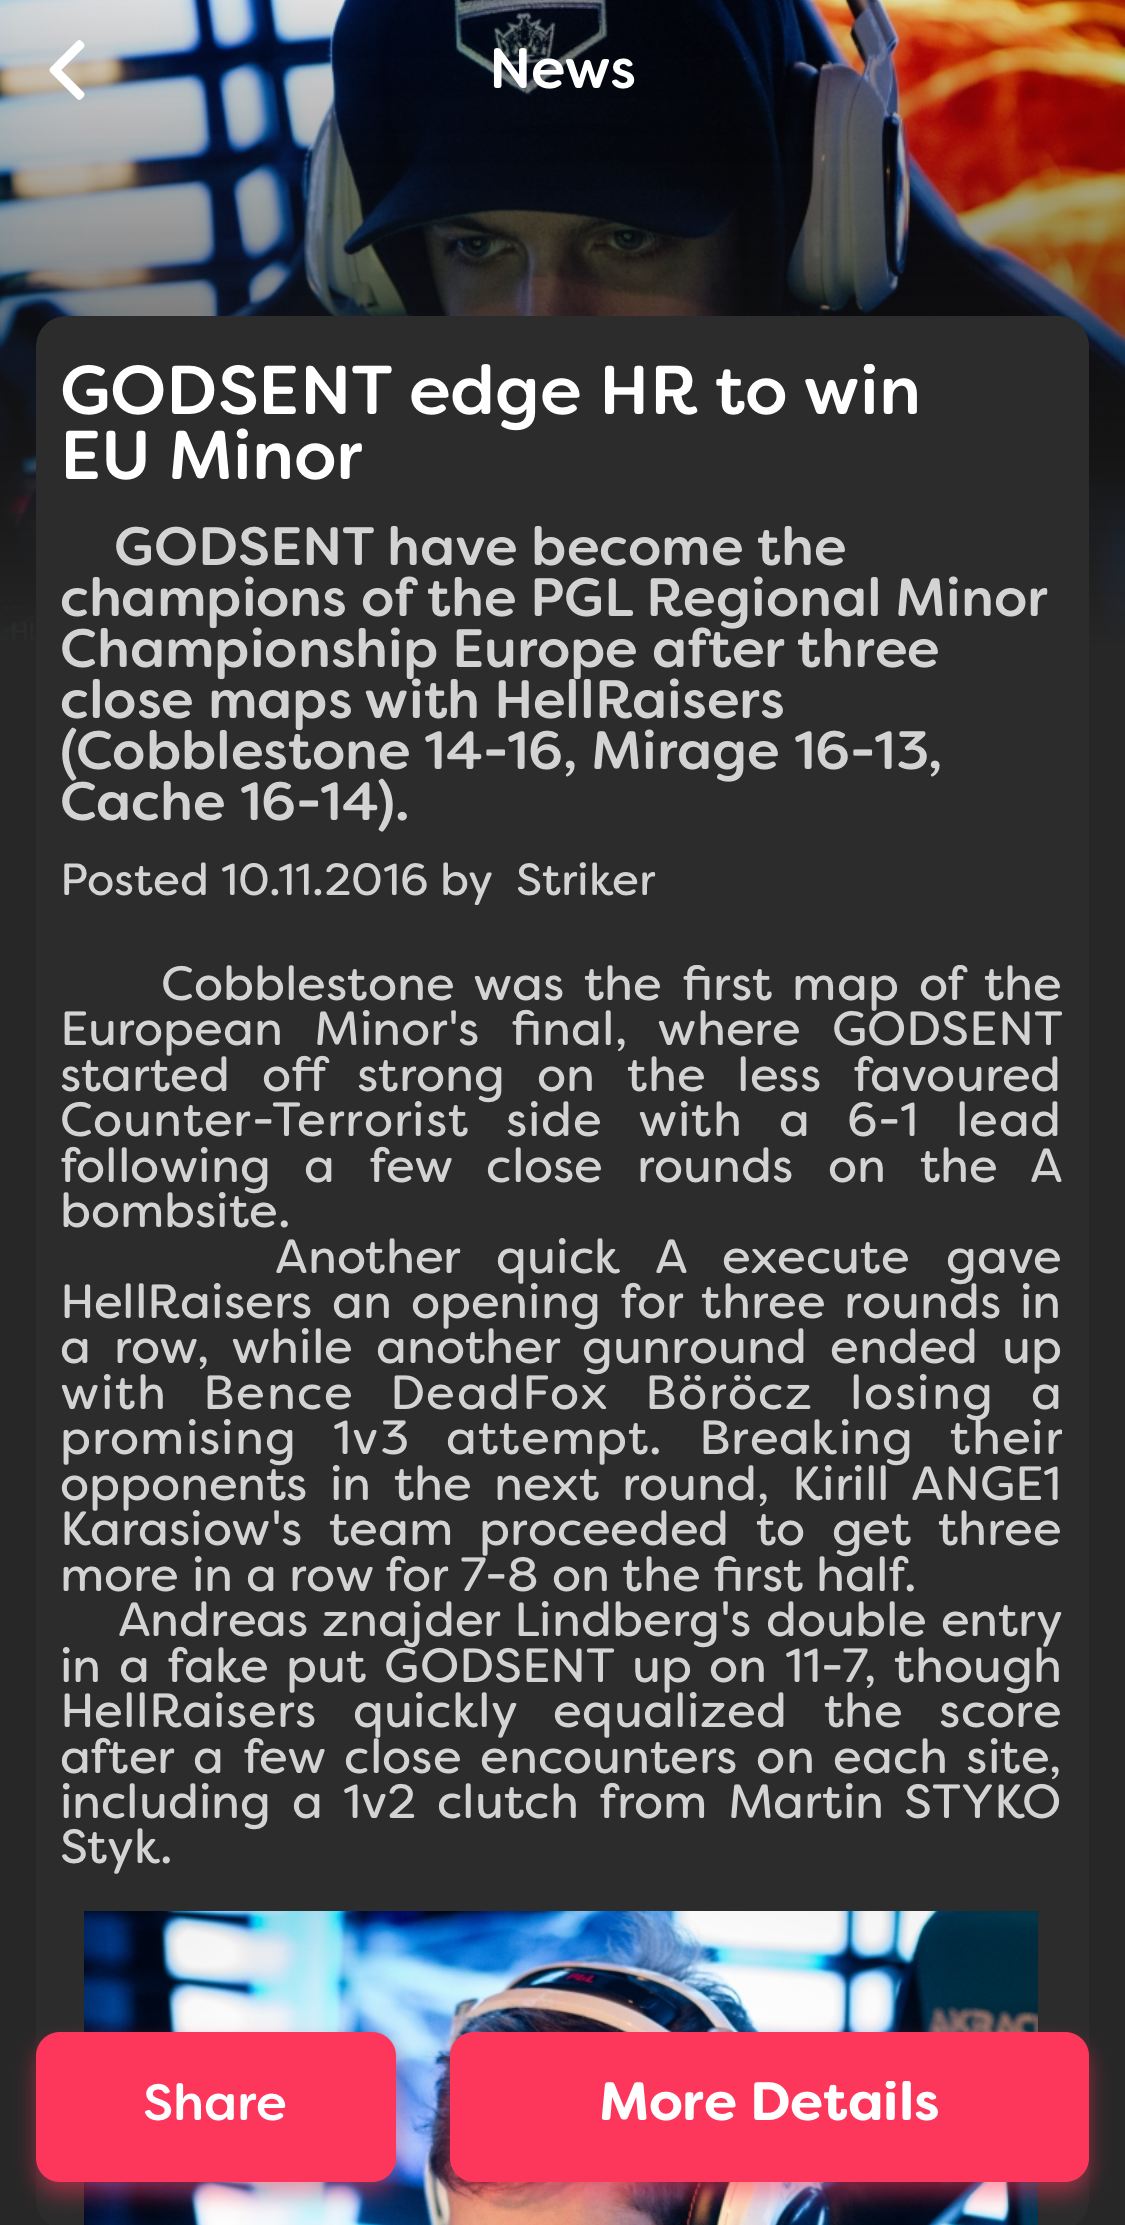 News
GODSENT edge HR to win
EU Minor
GODSENT have become the
champions of the PGL Regional Minor
Championship Europe after three
close maps with HellRaisers
(Cobblestone 14-16, Mirage 16-13,
Cache 16-14).
Posted 10.11.2016 by Striker
Cobblestone was the first map of the
European Minor's final, where GODSENT
started off strong on the less favoured
Counter-Terrorist side with a 6-1 lead
following a few close rounds on the A
bombsite.
Another quick A execute gave
HellRaisers an opening for three rounds in
a row, while another gunround ended up
with Bence DeadFox Böröcz losing a
promising 1v3 attempt. Breaking their
opponents in the next round, Kirill ANGE1
Karasiow's team proceeded to get three
more in a row for 7-8 on the first half.
Andreas znajder Lindberg's double entry
in a fake put GODSENT up on 11-7, though
HellRaisers quickly equalized the score
after a few close encounters on each site,
including a 1v2 clutch from Martin STYKO
Styk.
PGL
Share
More Details